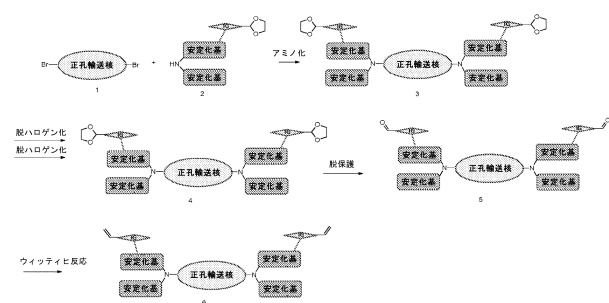 Br
正孔輸送核
Br
1
+
HN
安定化基
安定化基
2
アミノ化
安定化基
安定化基
N
正孔輸送核
N
安定化基
安定化基
3
脱ハロゲン化
脱ハロゲン化
安定化基
安定化基
N
正孔輸送核
N
安定化基
安定化基
4
脱保護
安定化基
安定化基
N
正孔輸送核
N
安定化基
安定化基
5
ウィッティヒ反応
安定化基
安定化基
N
正孔輸送核
N
安定化基
安定化基
6